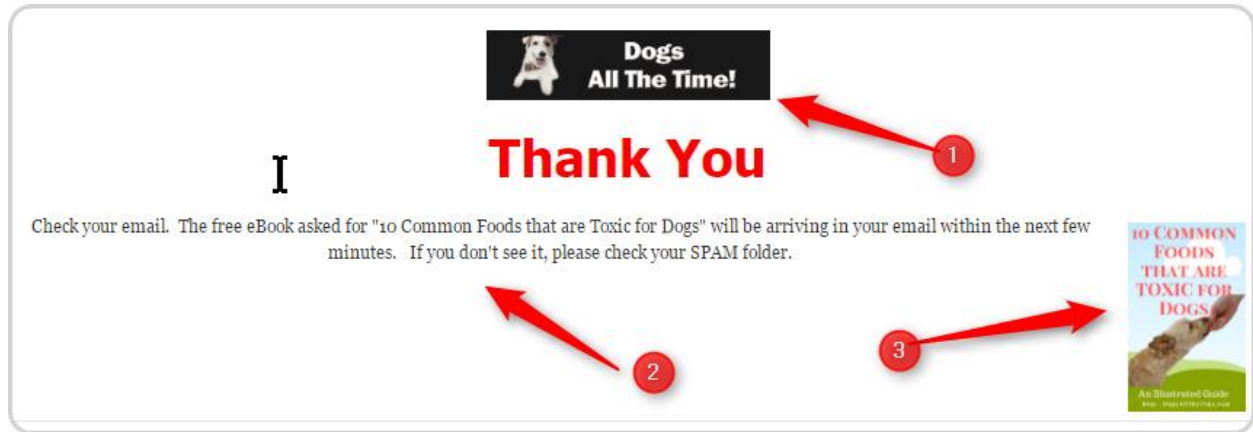 Dogs
All The Time!
1
Thank You
Check your email.  The free eBook asked for "10 Common Foods that are Toxic for Dogs" will be arriving in your email within the next few
minutes.   If you don't see it, please check your SPAM folder.
10 COMMON
FOODS
THAT ARE
TOXIC FOR
DOGS
3
2
An Illustrated Guide